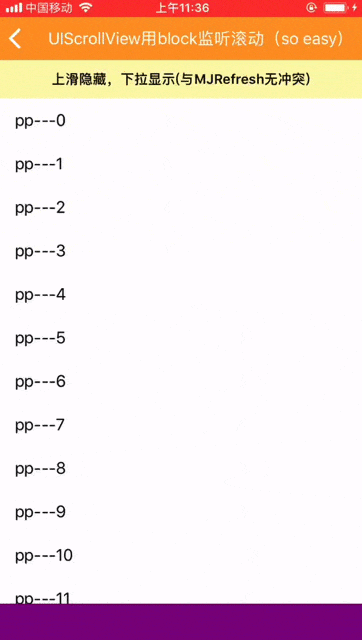 中国移动 上午11:36
UIScrollView用block监听滚动（so easy）
上滑隐藏，下拉显示(与MJRefresh无冲突)
pp---0
pp---1
pp---2
pp---3
pp---4
pp---5
pp---6
pp---7
pp---8
pp---9
pp---10
pp---11